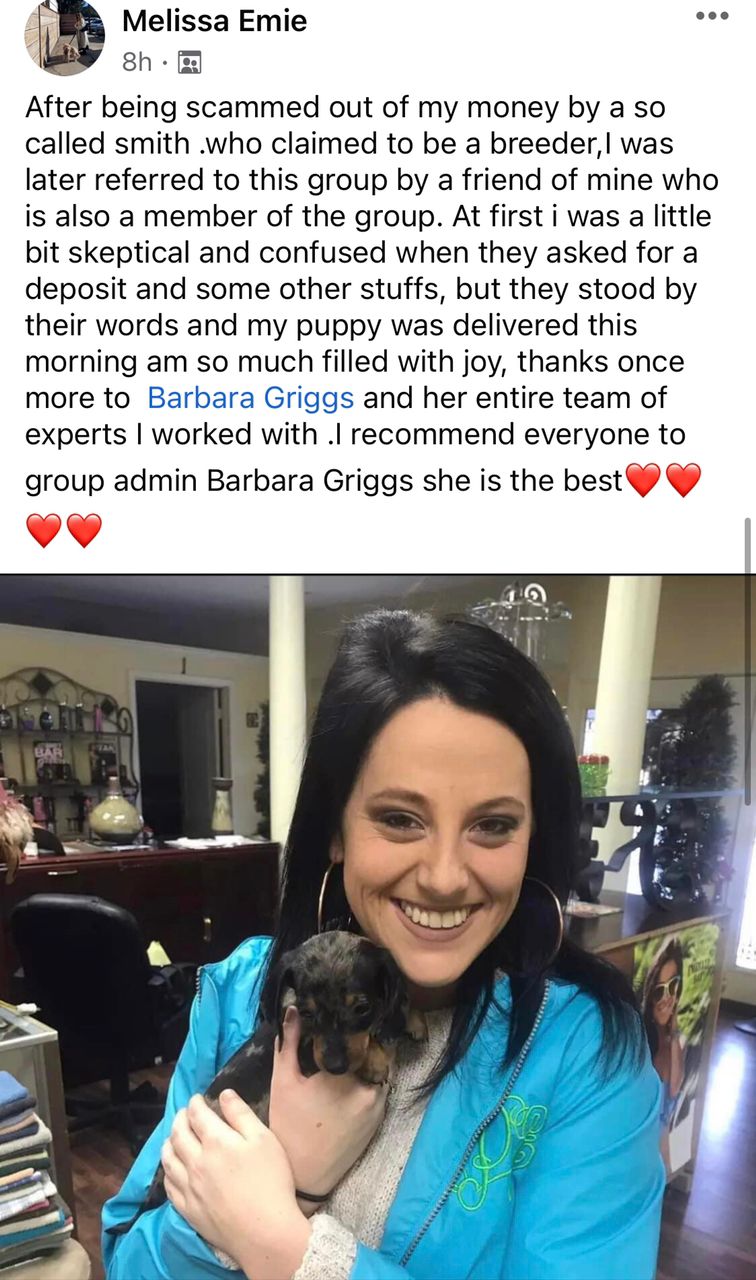 Melissa Emie
8h
After being scammed out of my money by a so
called smith .who claimed to be a breeder,I was
later referred to this group by a friend of mine who
is also a member of the group. At first i was a little
bit skeptical and confused when they asked for a
deposit and some other stuffs, but they stood by
their words and my puppy was delivered this
morning am so much filled with joy, thanks once
more to Barbara Griggs and her entire team of
experts I worked with .I recommend everyone to
group admin Barbara Griggs she is the best❤️❤️
❤️❤️
BAR